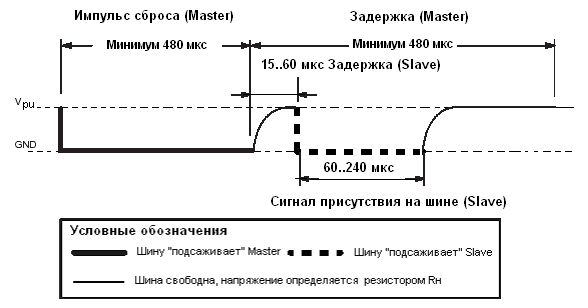 Импульс сброса (Master)
Задержка (Master)
Минимум 480 мкс
Минимум 480 мкс
15..60 мкс Задержка (Slave)
Vpu
GND
60..240 мкс
Сигнал присутствия на шине (Slave)
Условные обозначения
Шину "подсаживает" Master
Шину "подсаживает" Slave
Шина свободна, напряжение определяется резистором Rн